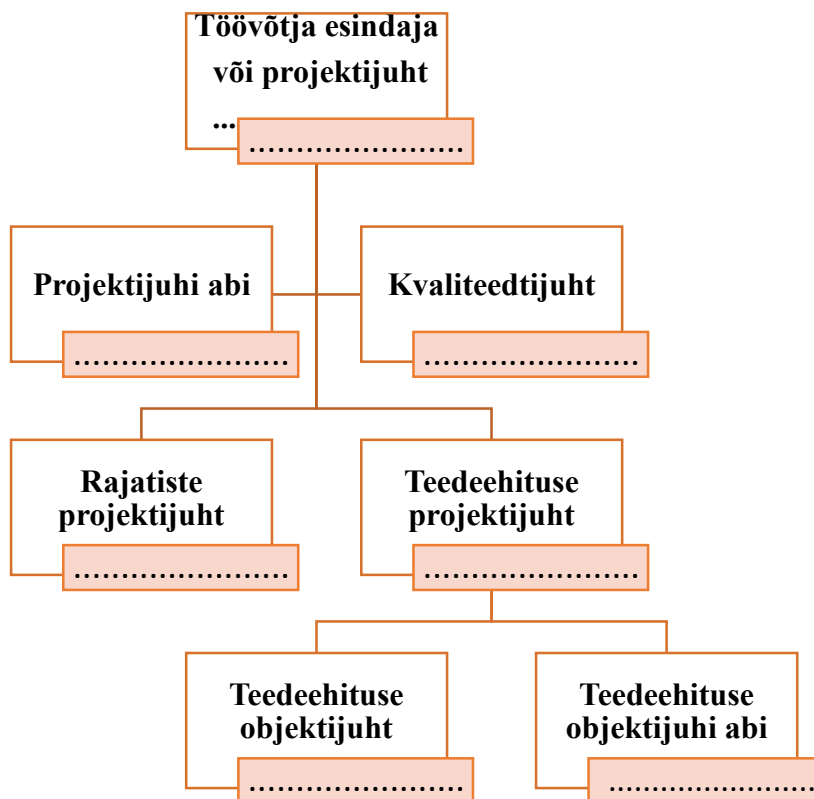 Töövõtja esindaja
või projektijuht
...
.......................
Projektijuhi abi
.......................
Kvaliteedtijuht
.......................
Rajatiste
projektijuht
.......................
Teedeehituse
projektijuht
.......................
Teedeehituse
objektijuht
.......................
Teedeehituse
objektijuhi abi
.......................